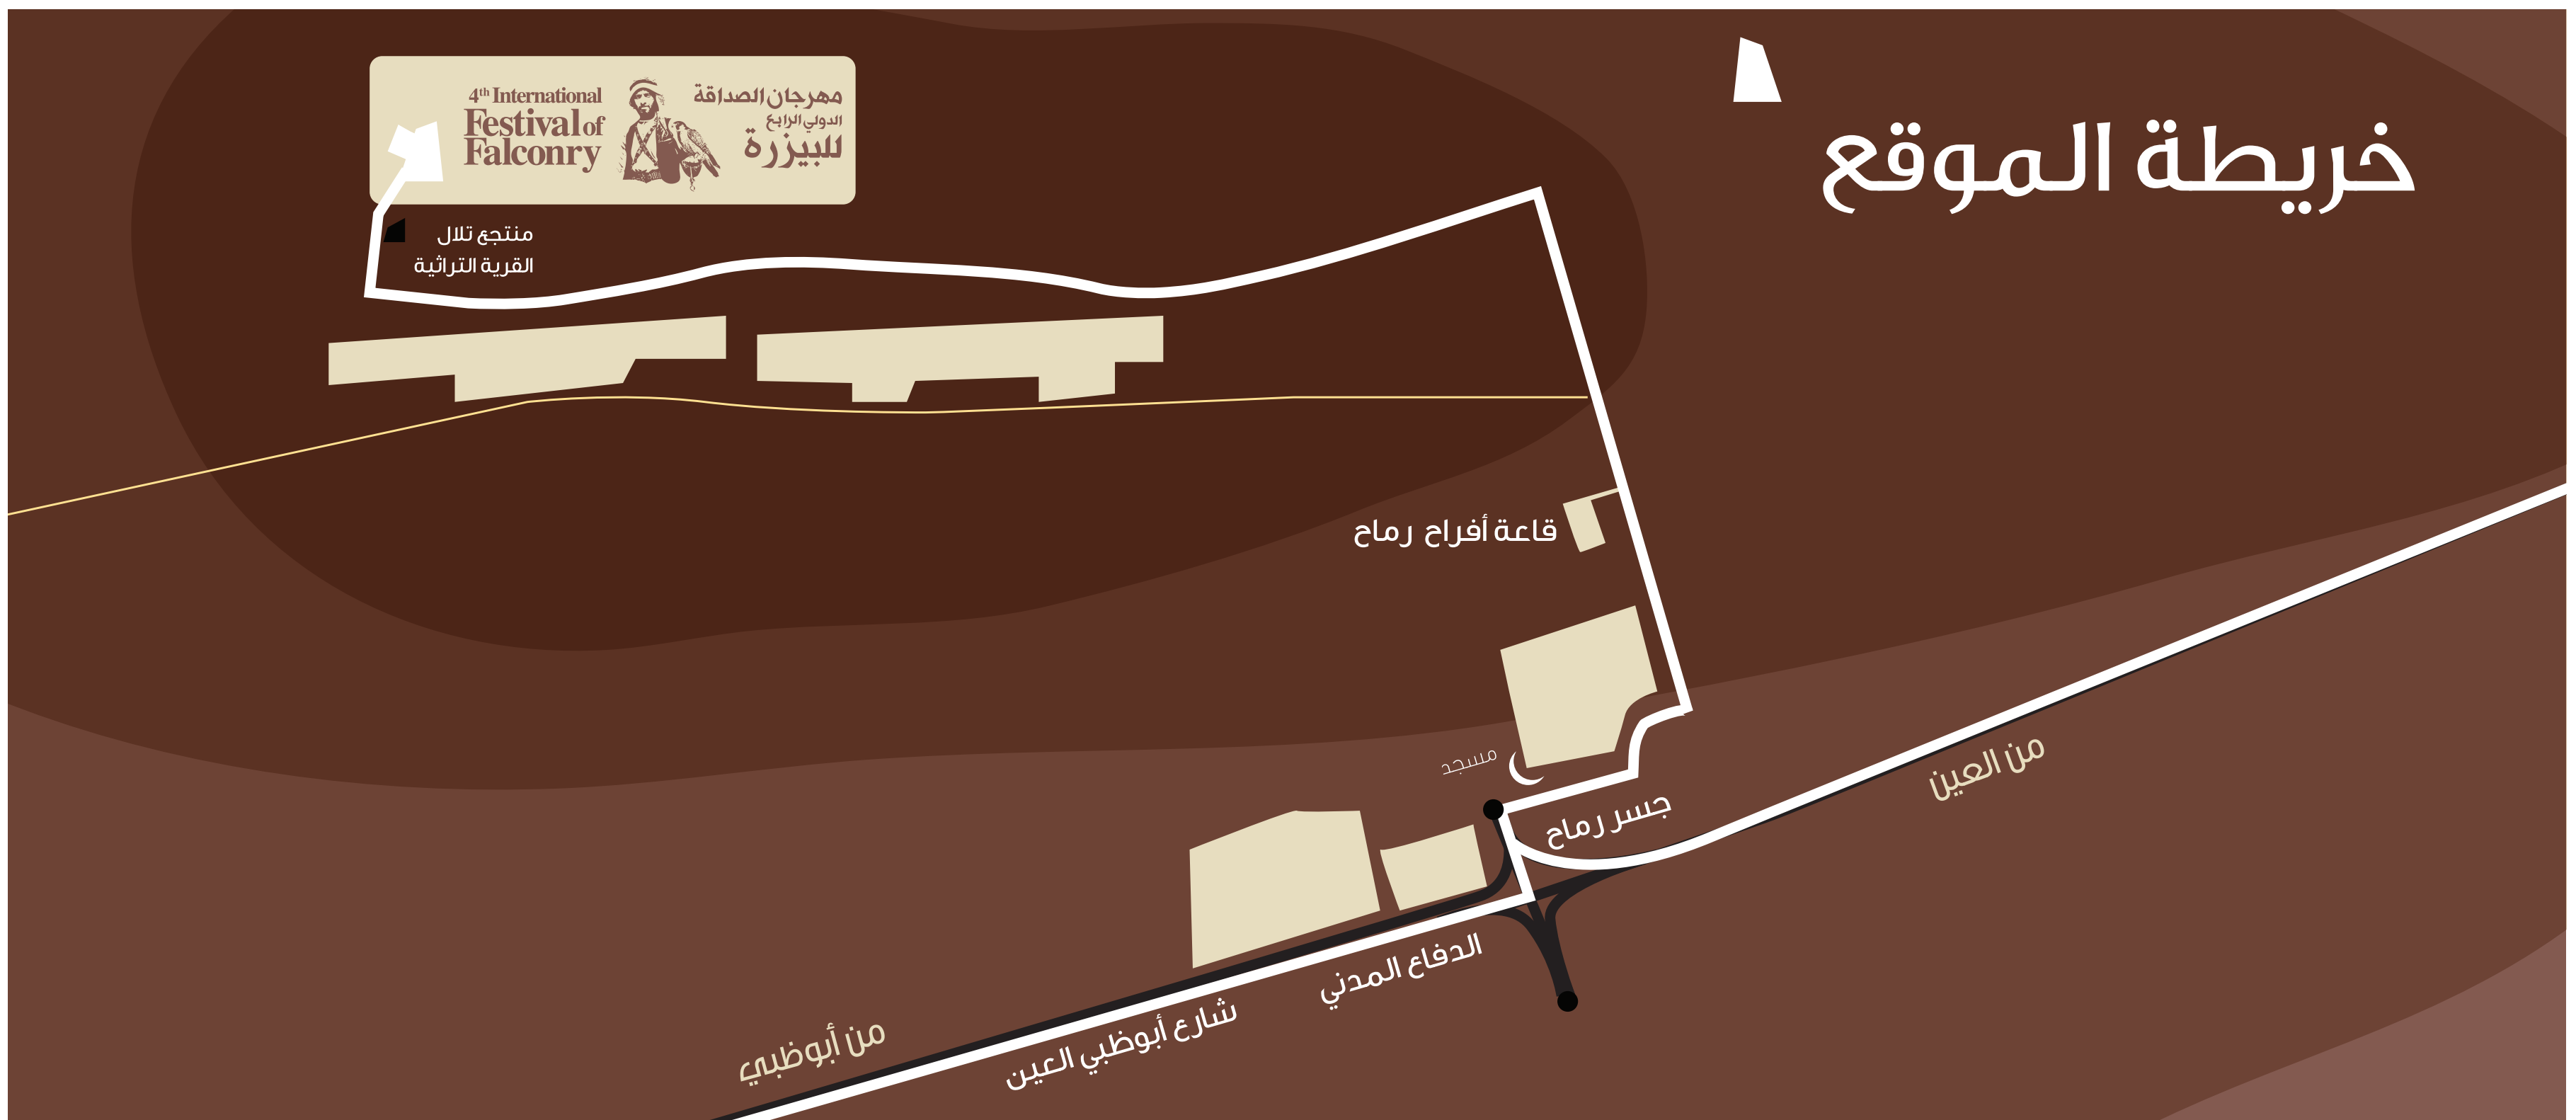 خريطة الموقع
مهرجان الصداقة
الدولي الرابع
للبيزرة
4th International
Festival of
Falconry
منتجع تلال
القرية التراثية
قاعة أفراح رماح
مسجد
جسر رماح
من العين
الدفاع المدني
شارع أبوظبي العين
من أبوظبي